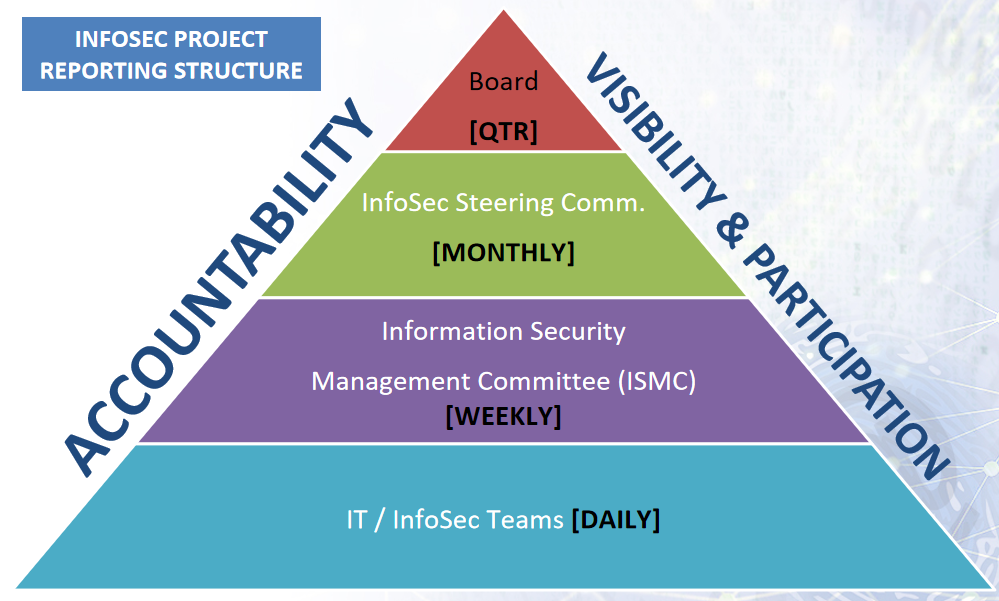 INFOSEC PROJECT
REPORTING STRUCTURE
ACCOUNTABILITY
VISIBILITY & PARTICIPATION
Board
[QTR]
InfoSec Steering Comm.
[MONTHLY]
Information Security
Management Committee (ISMC)
[WEEKLY]
IT / InfoSec Teams [DAILY]